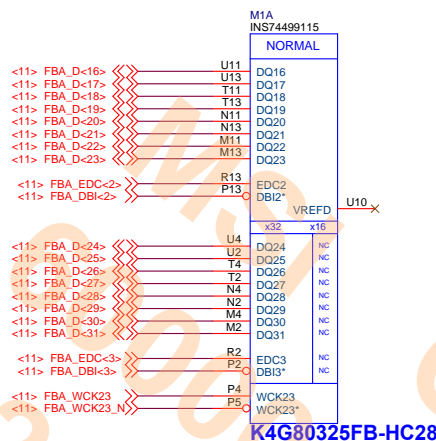 M1A
INS74499115
NORMAL
<11> FBA_D<16> U11 DQ16
<11> FBA_D<17> U13 DQ17
<11> FBA_D<18> T11 DQ18
<11> FBA_D<19> T13 DQ19
<11> FBA_D<20> N11 DQ20
<11> FBA_D<21> N13 DQ21
<11> FBA_D<22> M11 DQ22
<11> FBA_D<23> M13 DQ23
<11> FBA_EDC<2> R13 EDC2
<11> FBA_DBI<2> P13 DBI2*
VREFD U10
x32 x16
<11> FBA_D<24> U4 DQ24 NC
<11> FBA_D<25> U2 DQ25 NC
<11> FBA_D<26> T4 DQ26 NC
<11> FBA_D<27> T2 DQ27 NC
<11> FBA_D<28> N4 DQ28 NC
<11> FBA_D<29> N2 DQ29 NC
<11> FBA_D<30> M4 DQ30 NC
<11> FBA_D<31> M2 DQ31 NC
<11> FBA_EDC<3> R2 EDC3 NC
<11> FBA_DBI<3> P2 DBI3* NC
<11> FBA_WCK23 P4 WCK23
<11> FBA_WCK23_N P5 WCK23*
K4G80325FB-HC28
MSI